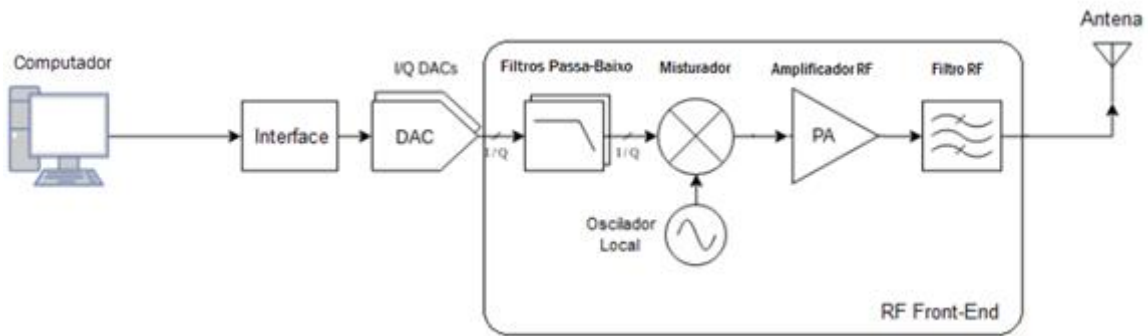 Antena
Computador
I/Q DACs
Filtros Passa-Baixo
Misturador
Amplificador RF
Filtro RF
Interface
DAC
I/Q
I/Q
PA
Oscilador
Local
RF Front-End